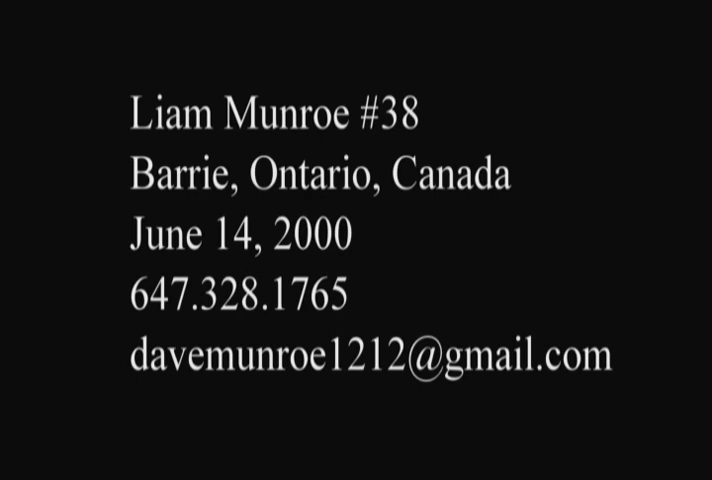 Liam Munroe #38
Barrie, Ontario, Canada
June 14, 2000
647.328.1765
davemunroe1212@gmail.com